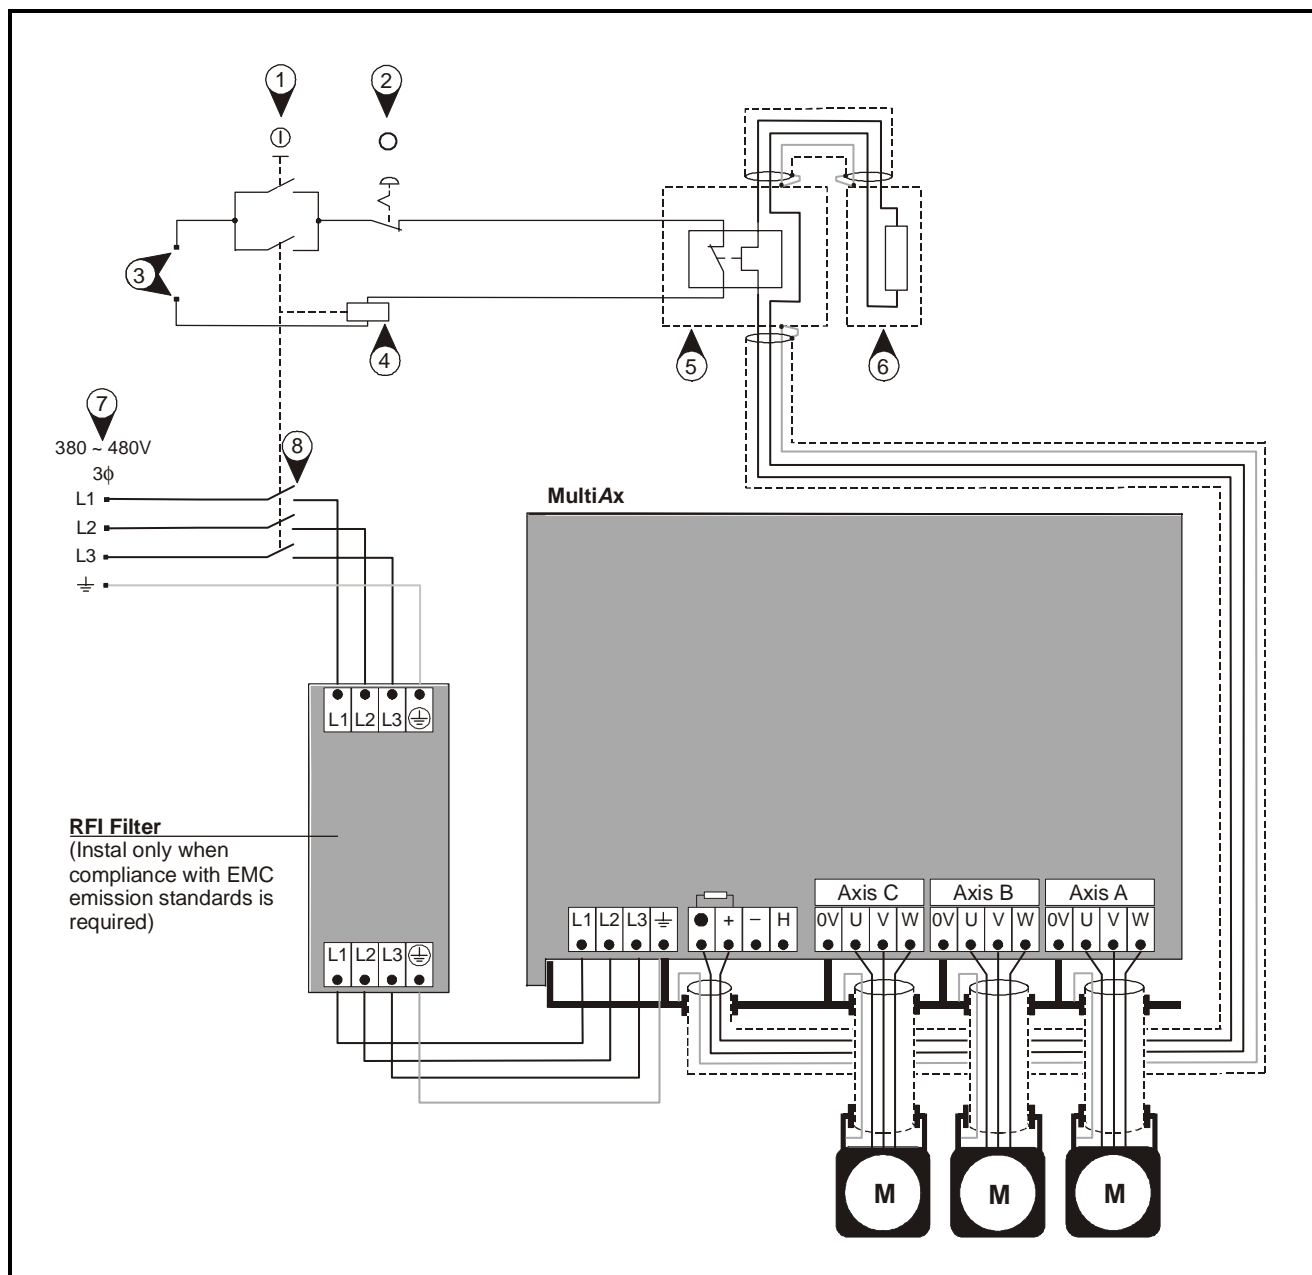 1
2
3
4
5
6
7
380 ~ 480V
3ϕ
8
L1
L2
L3
MultiAx
L1 L2 L3
RFI Filter
(Instal only when
compliance with EMC
emission standards is
required)
L1 L2 L3
Axis C Axis B Axis A
L1 L2 L3 + − H 0V U V W 0V U V W 0V U V W
M M M